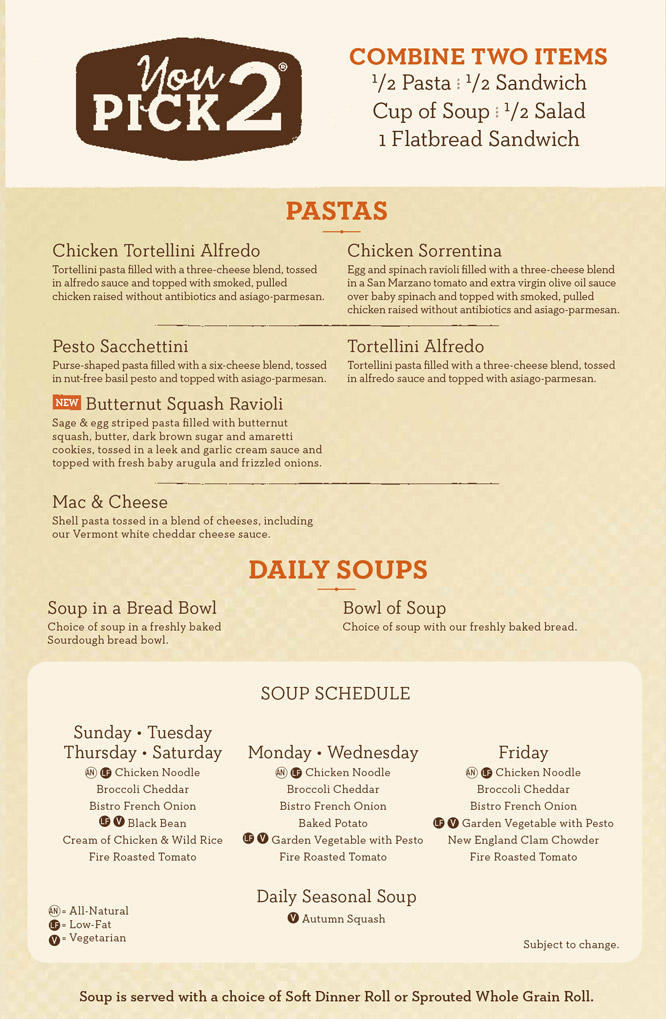 You
PICK 2®
COMBINE TWO ITEMS
1/2 Pasta ⁞ 1/2 Sandwich
Cup of Soup ⁞ 1/2 Salad
1 Flatbread Sandwich
PASTAS
Chicken Tortellini Alfredo
Tortellini pasta filled with a three-cheese blend, tossed
in alfredo sauce and topped with smoked, pulled
chicken raised without antibiotics and asiago-parmesan.
Chicken Sorrentina
Egg and spinach ravioli filled with a three-cheese blend
in a San Marzano tomato and extra virgin olive oil sauce
over baby spinach and topped with smoked, pulled
chicken raised without antibiotics and asiago-parmesan.
Pesto Sacchettini
Purse-shaped pasta filled with a six-cheese blend, tossed
in nut-free basil pesto and topped with asiago-parmesan.
Tortellini Alfredo
Tortellini pasta filled with a three-cheese blend, tossed
in alfredo sauce and topped with asiago-parmesan.
NEW Butternut Squash Ravioli
Sage & egg striped pasta filled with butternut
squash, butter, dark brown sugar and amaretti
cookies, tossed in a leek and garlic cream sauce and
topped with fresh baby arugula and frizzled onions.
Mac & Cheese
Shell pasta tossed in a blend of cheeses, including
our Vermont white cheddar cheese sauce.
DAILY SOUPS
Soup in a Bread Bowl
Choice of soup in a freshly baked
Sourdough bread bowl.
Bowl of Soup
Choice of soup with our freshly baked bread.
SOUP SCHEDULE
Sunday • Tuesday
Thursday • Saturday
AN LF Chicken Noodle
Broccoli Cheddar
Bistro French Onion
LF V Black Bean
Cream of Chicken & Wild Rice
Fire Roasted Tomato
Monday • Wednesday
AN LF Chicken Noodle
Broccoli Cheddar
Bistro French Onion
Baked Potato
LF V Garden Vegetable with Pesto
Fire Roasted Tomato
Friday
AN LF Chicken Noodle
Broccoli Cheddar
Bistro French Onion
LF V Garden Vegetable with Pesto
New England Clam Chowder
Fire Roasted Tomato
Daily Seasonal Soup
V Autumn Squash
AN = All-Natural
LF = Low-Fat
V = Vegetarian
Subject to change.
Soup is served with a choice of Soft Dinner Roll or Sprouted Whole Grain Roll.